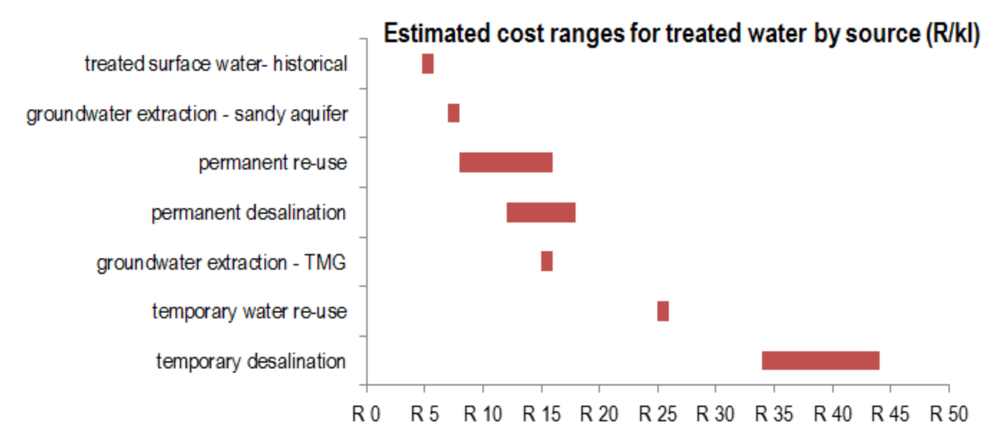 Estimated cost ranges for treated water by source (R/kl)
treated surface water- historical
groundwater extraction - sandy aquifer
permanent re-use
permanent desalination
groundwater extraction - TMG
temporary water re-use
temporary desalination
R 0 R 5 R 10 R 15 R 20 R 25 R 30 R 35 R 40 R 45 R 50